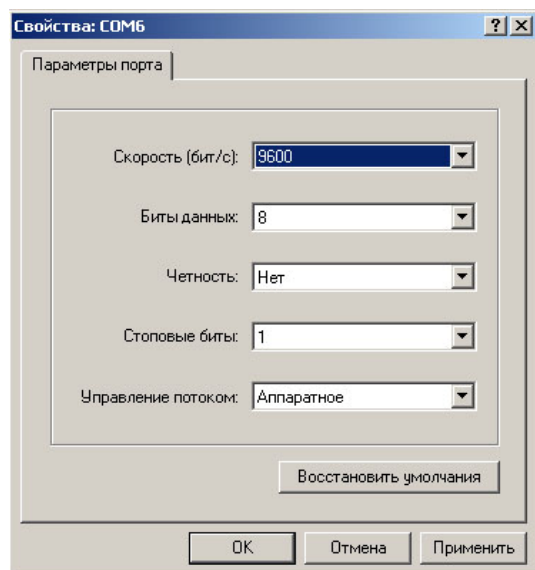 Свойства: COM6
Параметры порта
Скорость (бит/с): 9600
Биты данных: 8
Четность: Нет
Стоповые биты: 1
Управление потоком: Аппаратное
Восстановить умолчания
OK Отмена Применить